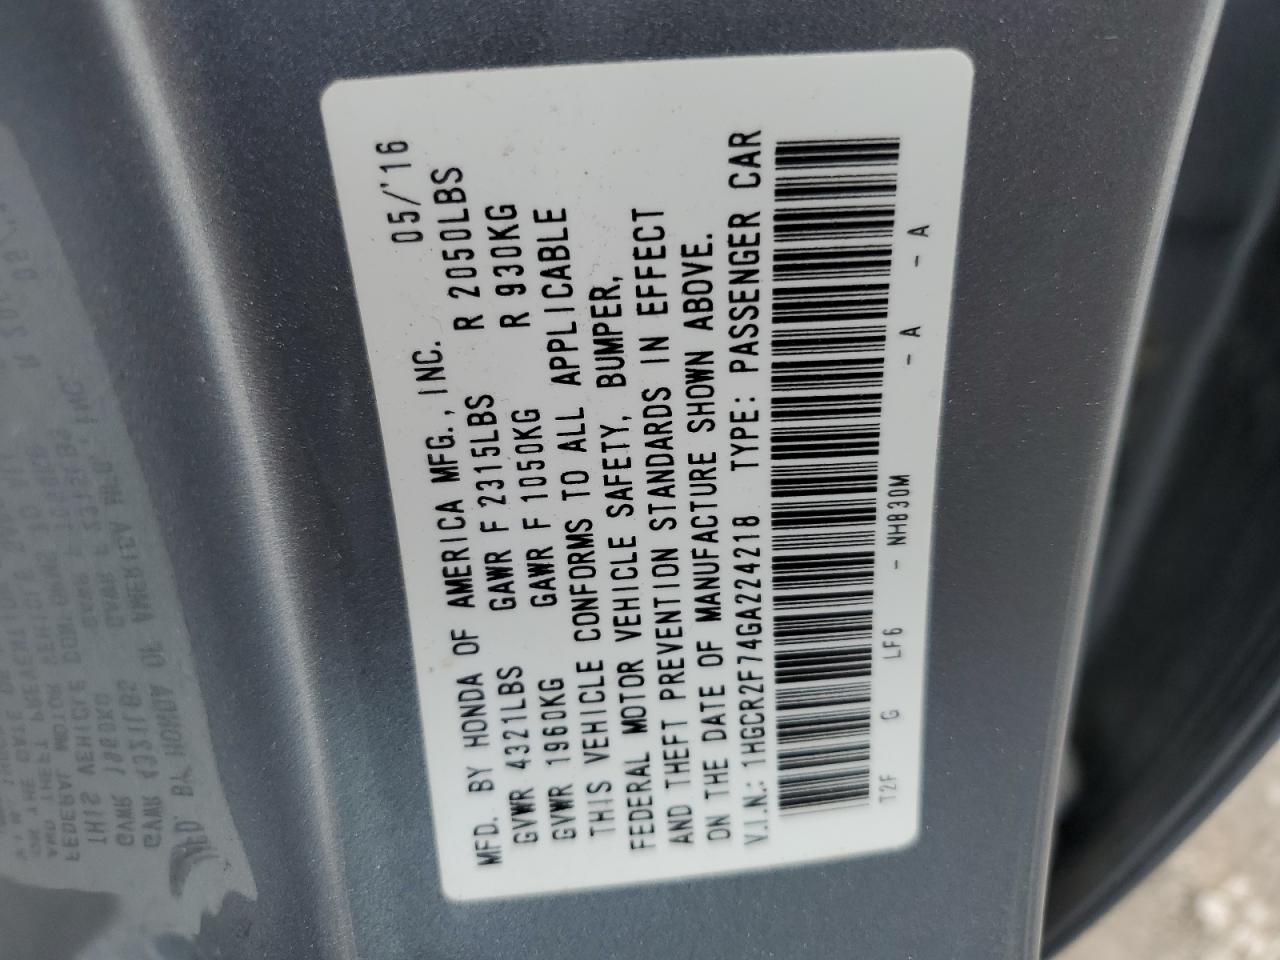 MFD. BY HONDA OF AMERICA MFG., INC. 05/'16
GVWR 4321LBS GAWR F 2315LBS R 2050LBS
GVWR 1960KG GAWR F 1050KG R 930KG
THIS VEHICLE CONFORMS TO ALL APPLICABLE
FEDERAL MOTOR VEHICLE SAFETY, BUMPER,
AND THEFT PREVENTION STANDARDS IN EFFECT
ON THE DATE OF MANUFACTURE SHOWN ABOVE.
V.I.N.: 1HGCR2F74GA224218 TYPE: PASSENGER CAR
T2F G LF6 - NH830M - A - A